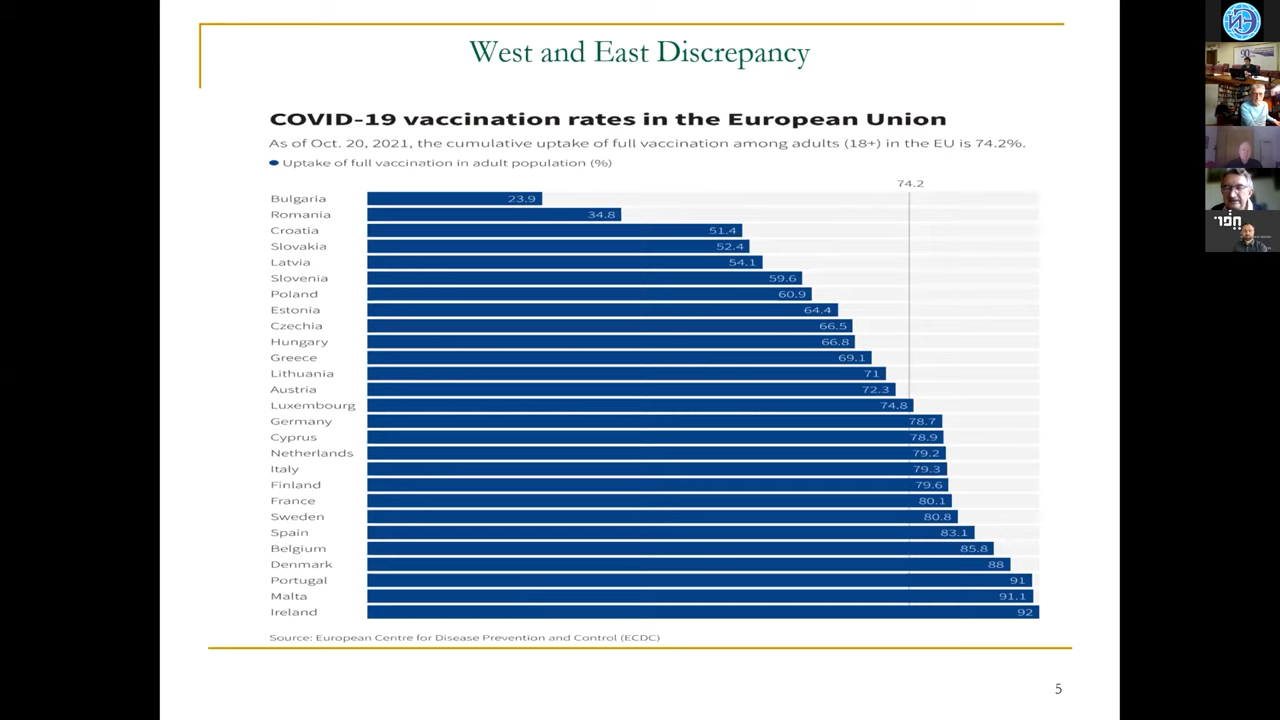 West and East Discrepancy
COVID-19 vaccination rates in the European Union
As of Oct. 20, 2021, the cumulative uptake of full vaccination among adults (18+) in the EU is 74.2%.
Uptake of full vaccination in adult population (%)
74.2
Bulgaria 23.9
Romania 34.8
Croatia 51.4
Slovakia 52.4
Latvia 54.1
Slovenia 59.6
Poland 60.9
Estonia 64.4
Czechia 66.5
Hungary 66.8
Greece 69.1
Lithuania 71
Austria 72.3
Luxembourg 74.8
Germany 78.7
Cyprus 78.9
Netherlands 79.2
Italy 79.3
Finland 79.6
France 80.1
Sweden 80.8
Spain 83.1
Belgium 85.8
Denmark 88
Portugal 91
Malta 91.1
Ireland 92
Source: European Centre for Disease Prevention and Control (ECDC)
5